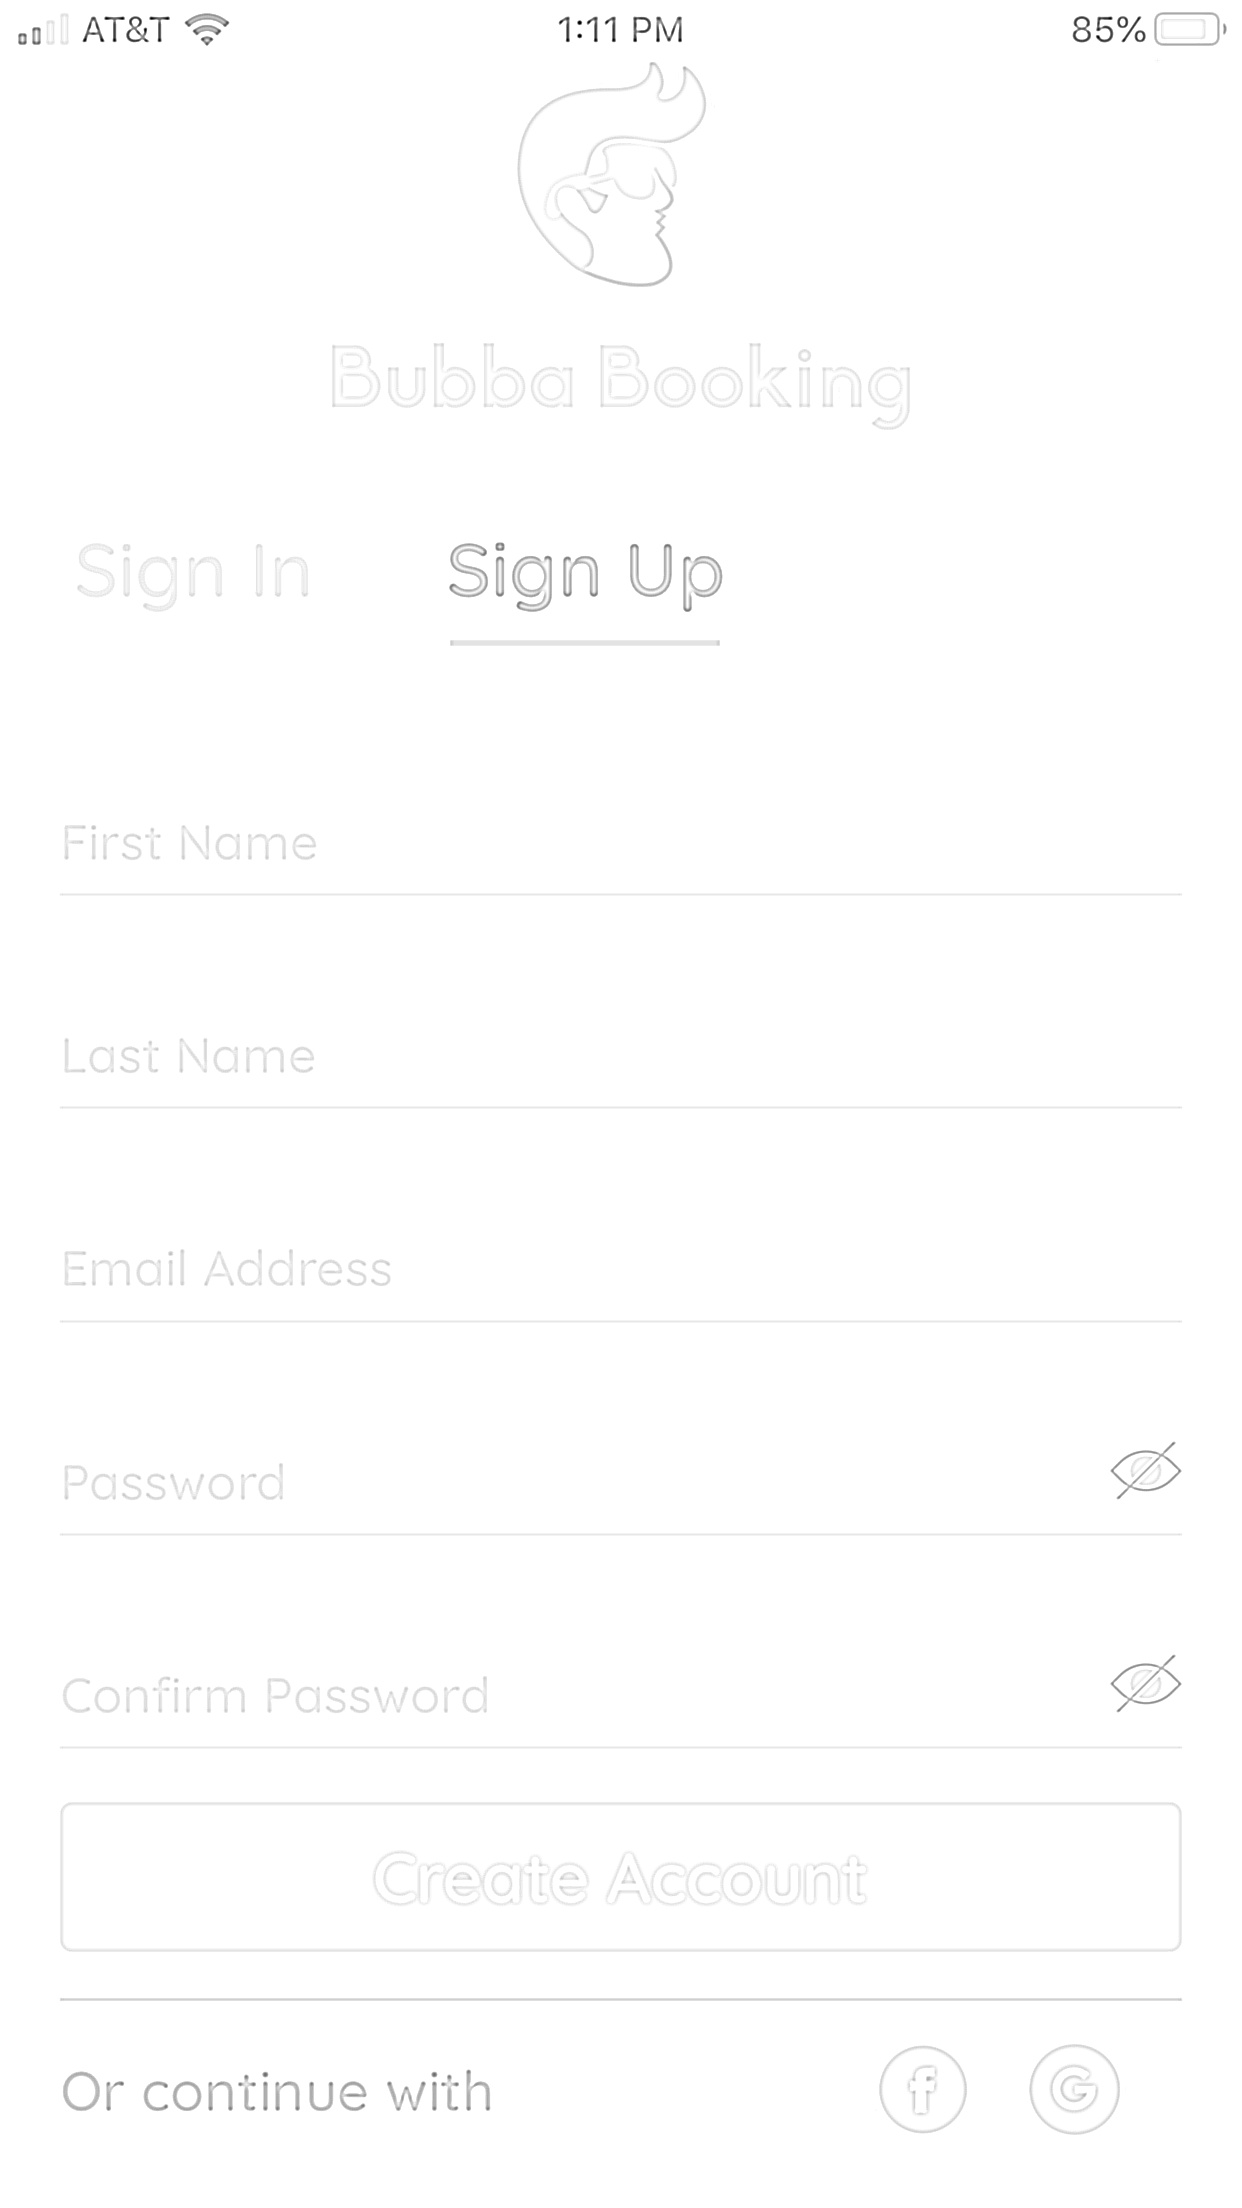 AT&T 1:11 PM 85%
Bubba Booking
Sign In Sign Up
First Name
Last Name
Email Address
Password
Confirm Password
Create Account
Or continue with f G